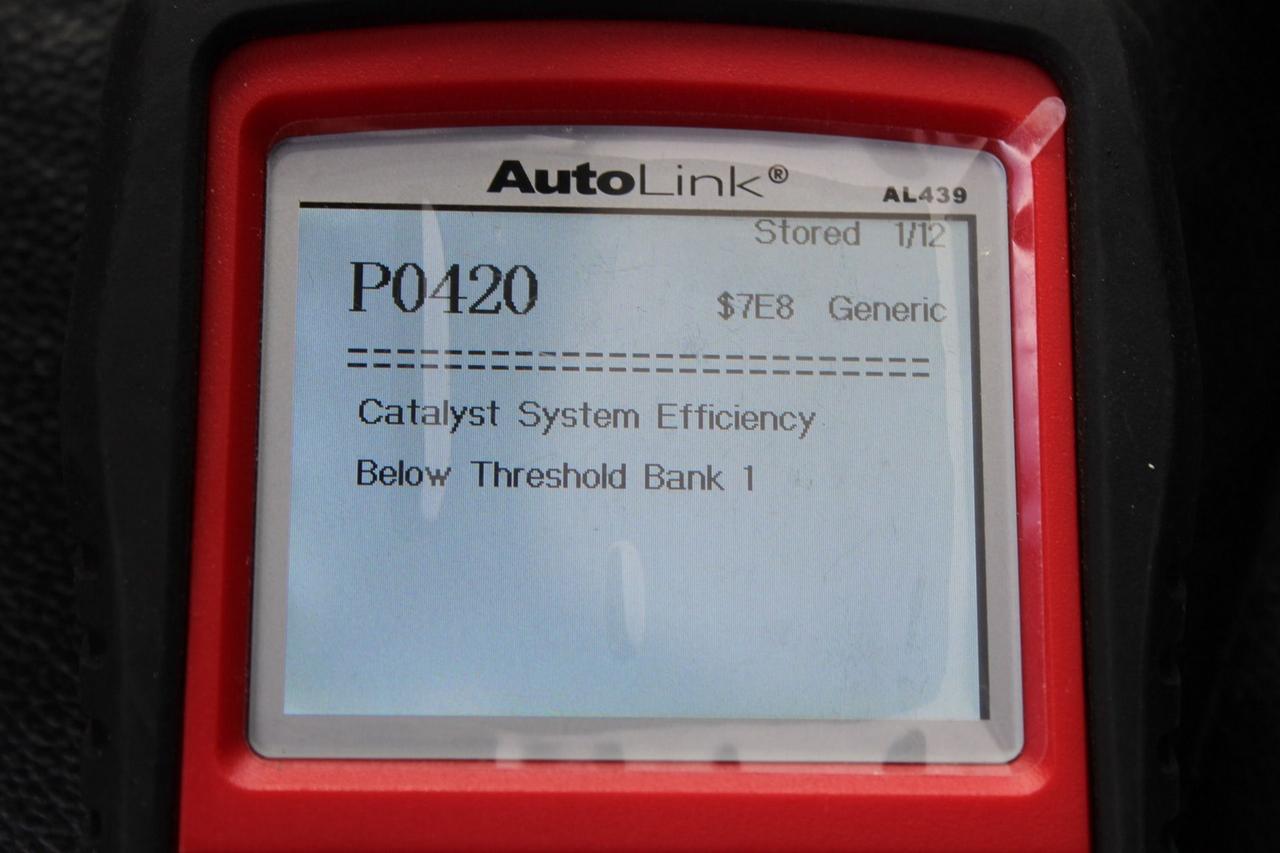 AutoLink®
AL439
Stored 1/12
P0420
$7E8 Generic
==========================
Catalyst System Efficiency
Below Threshold Bank 1